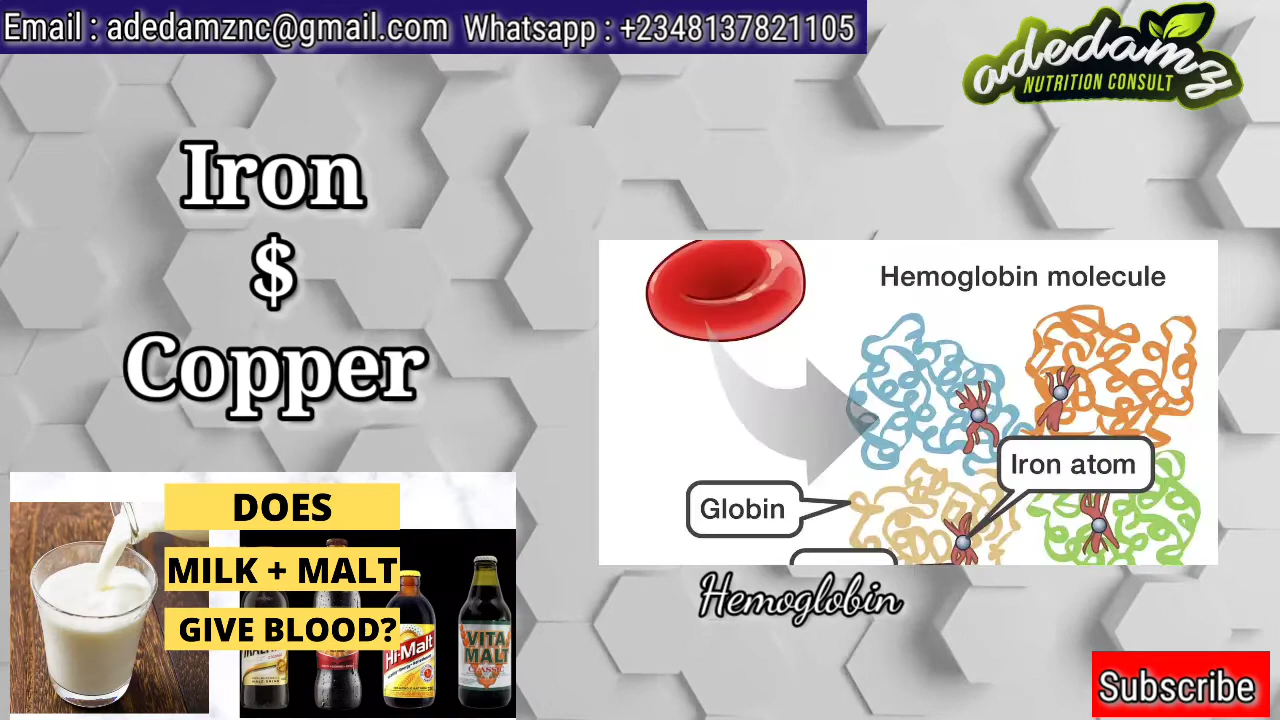 Email : adedamznc@gmail.com Whatsapp : +2348137821105
adedamz
NUTRITION CONSULT
Iron
$
Copper
Hemoglobin molecule
Iron atom
Globin
Hemoglobin
DOES
MILK + MALT
GIVE BLOOD?
Hi-Malt
VITA
MALT
CLASSIC
Subscribe